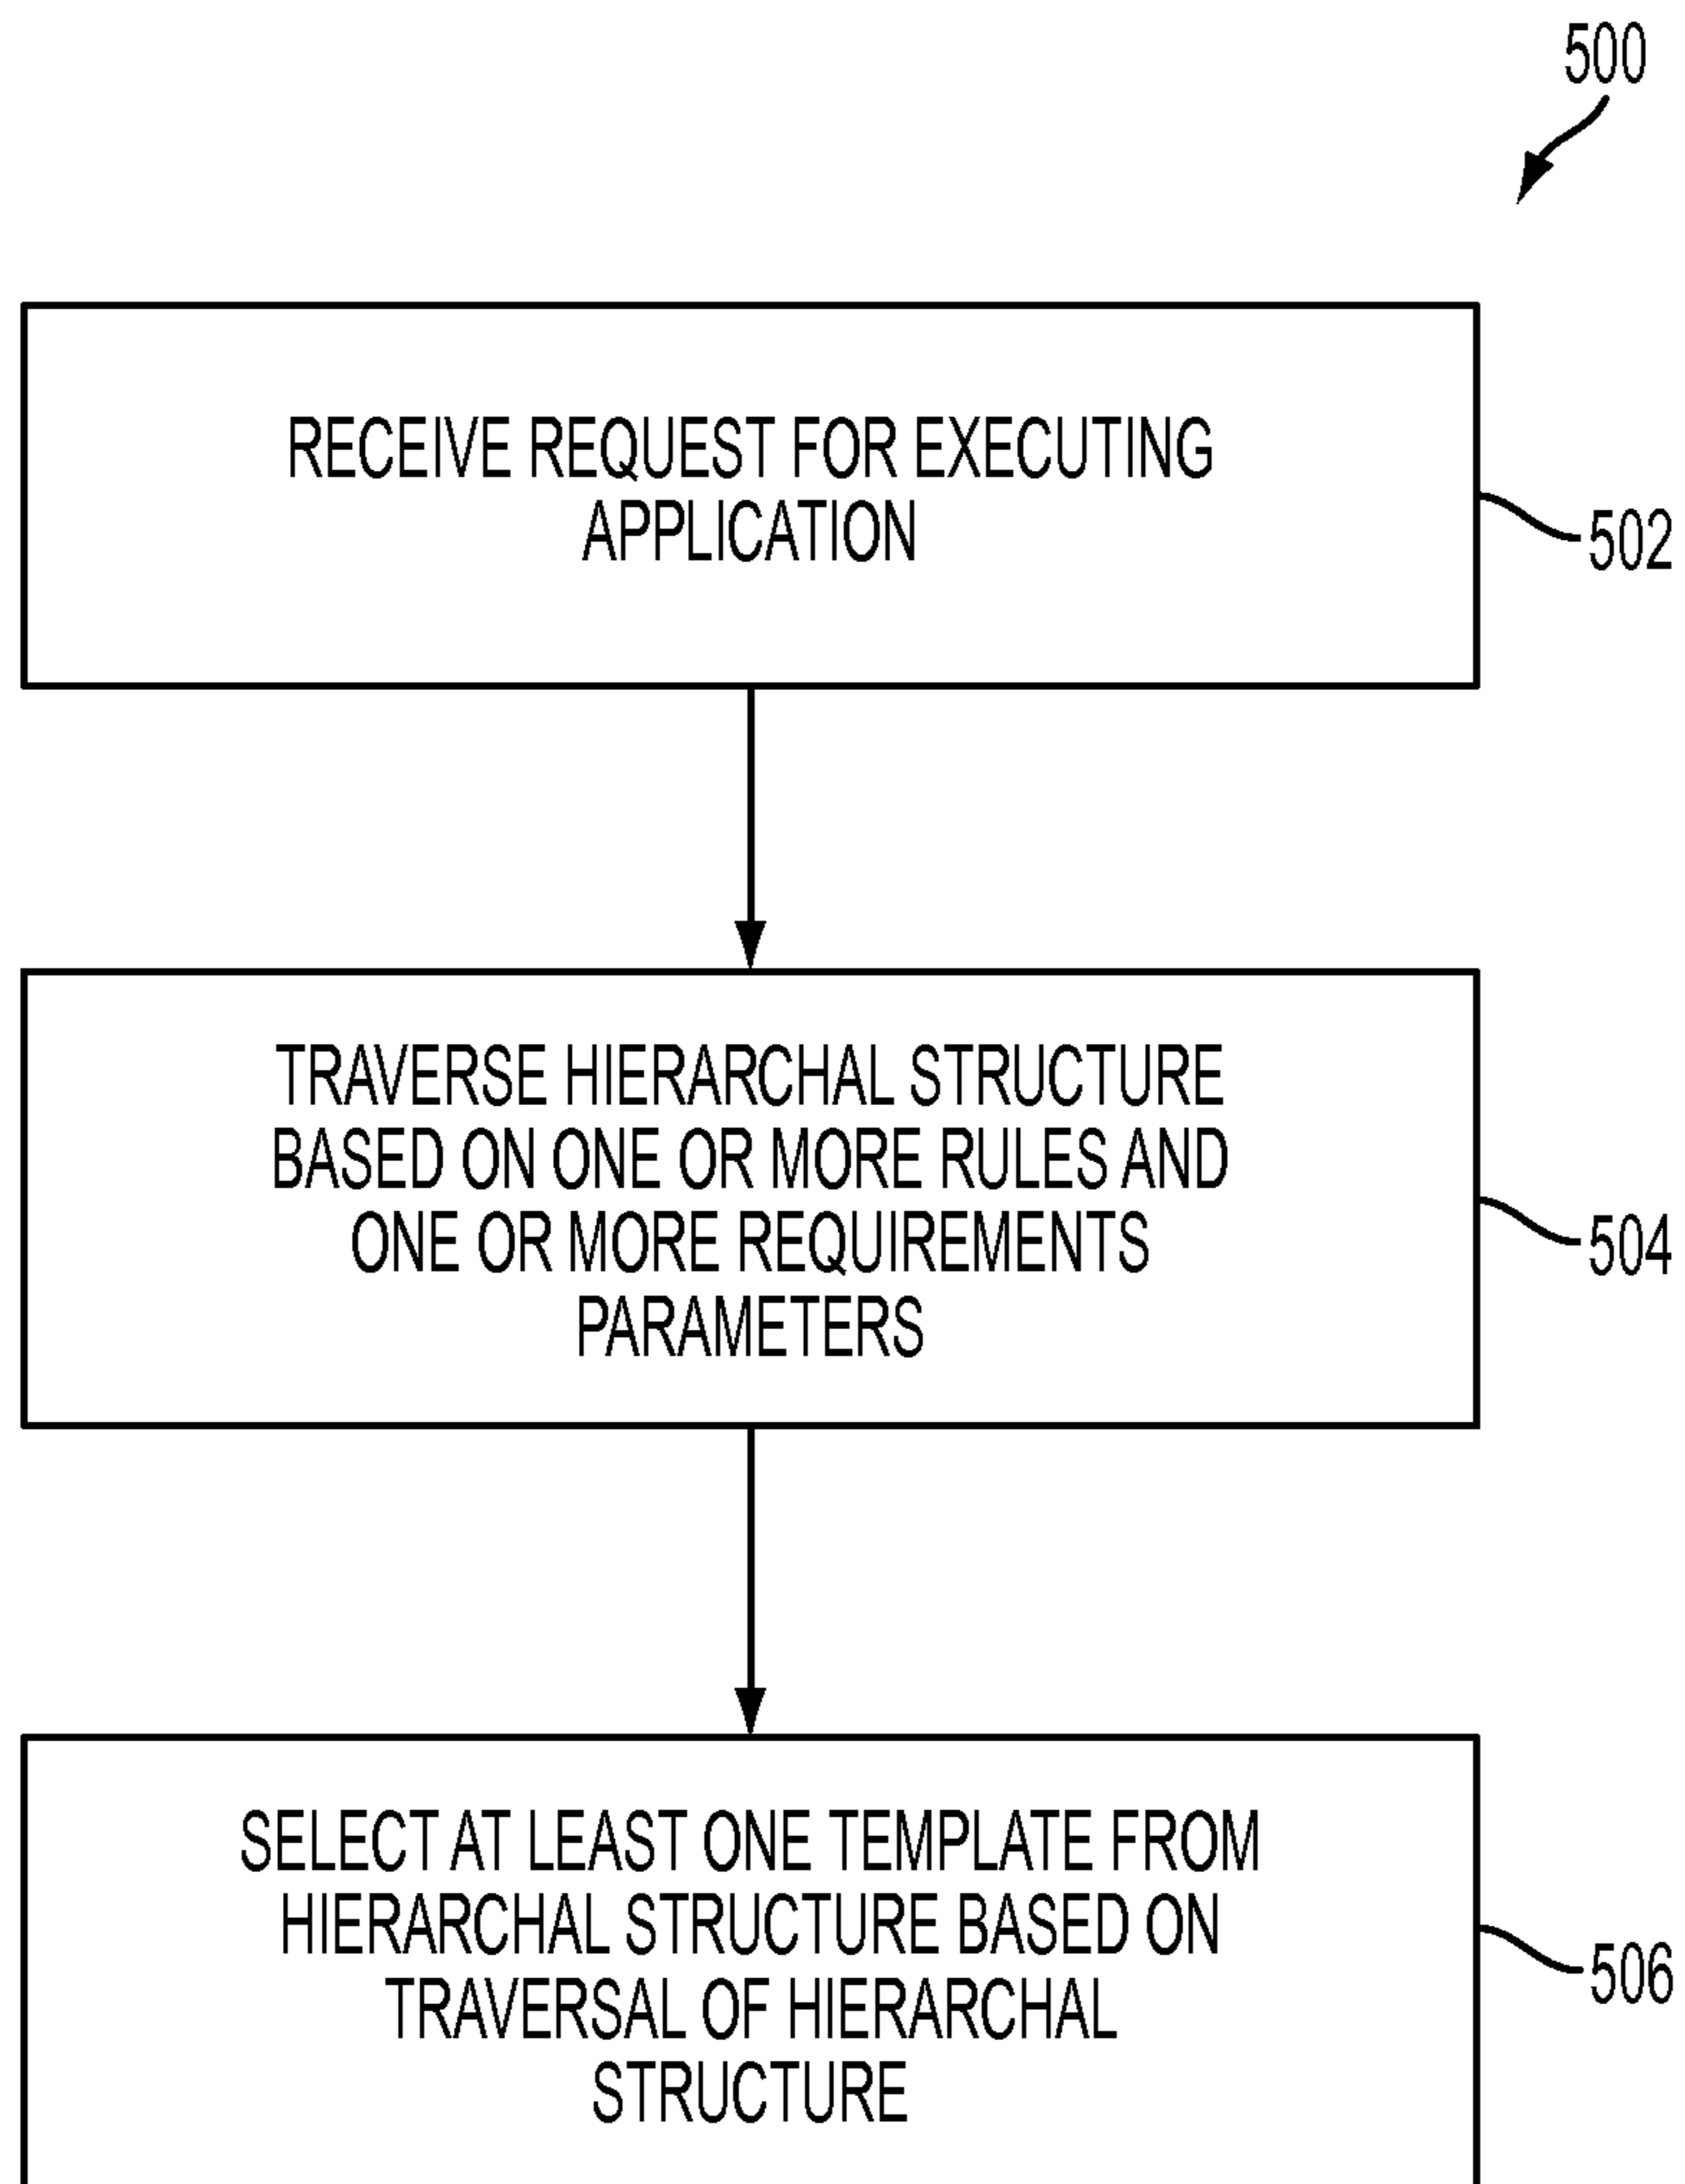 500
RECEIVE REQUEST FOR EXECUTING
APPLICATION
502
TRAVERSE HIERARCHAL STRUCTURE
BASED ON ONE OR MORE RULES AND
ONE OR MORE REQUIREMENTS
PARAMETERS
504
SELECT AT LEAST ONE TEMPLATE FROM
HIERARCHAL STRUCTURE BASED ON
TRAVERSAL OF HIERARCHAL
STRUCTURE
506